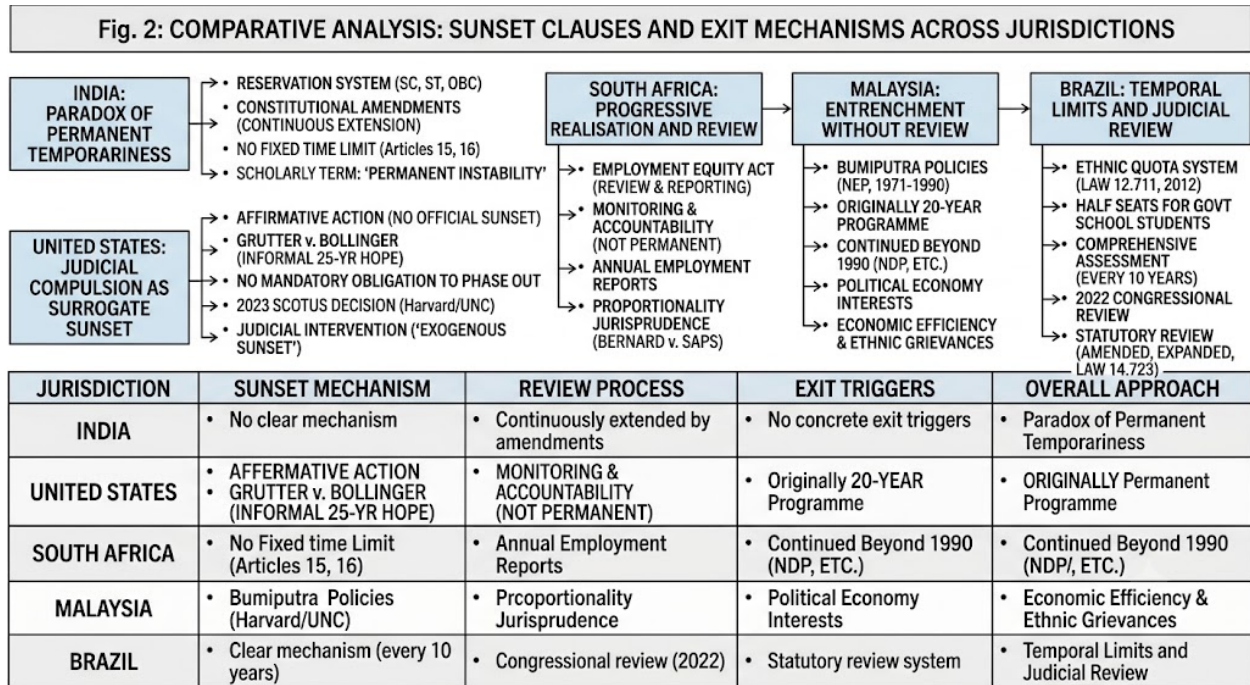 Fig. 2: COMPARATIVE ANALYSIS: SUNSET CLAUSES AND EXIT MECHANISMS ACROSS JURISDICTIONS
INDIA:
PARADOX OF
PERMANENT
TEMPORARINESS
• RESERVATION SYSTEM (SC, ST, OBC)
• CONSTITUTIONAL AMENDMENTS
(CONTINUOUS EXTENSION)
• NO FIXED TIME LIMIT (Articles 15, 16)
• SCHOLARLY TERM: ‘PERMANENT INSTABILITY’
UNITED STATES:
JUDICIAL
COMPULSION AS
SURROGATE
SUNSET
• AFFIRMATIVE ACTION (NO OFFICIAL SUNSET)
• GRUTTER v. BOLLINGER
(INFORMAL 25-YR HOPE)
• NO MANDATORY OBLIGATION TO PHASE OUT
• 2023 SCOTUS DECISION (Harvard/UNC)
• JUDICIAL INTERVENTION (‘EXOGENOUS
SUNSET’)
SOUTH AFRICA:
PROGRESSIVE
REALISATION AND REVIEW
• EMPLOYMENT EQUITY ACT
(REVIEW & REPORTING)
• MONITORING &
ACCOUNTABILITY
(NOT PERMANENT)
• ANNUAL EMPLOYMENT
REPORTS
• PROPORTIONALITY
JURISPRUDENCE
(BERNARD v. SAPS)
MALAYSIA:
ENTRENCHMENT
WITHOUT REVIEW
• BUMIPUTRA POLICIES
(NEP, 1971-1990)
• ORIGINALLY 20-YEAR
PROGRAMME
• CONTINUED BEYOND
1990 (NDP, ETC.)
• POLITICAL ECONOMY
INTERESTS
• ECONOMIC EFFICIENCY
& ETHNIC GRIEVANCES
BRAZIL: TEMPORAL
LIMITS AND JUDICIAL
REVIEW
• ETHNIC QUOTA SYSTEM
(LAW 12.711, 2012)
• HALF SEATS FOR GOVT
SCHOOL STUDENTS
• COMPREHENSIVE
ASSESSMENT
(EVERY 10 YEARS)
• 2022 CONGRESSIONAL
REVIEW
• STATUTORY REVIEW
(AMENDED, EXPANDED,
LAW 14.723)
JURISDICTION SUNSET MECHANISM REVIEW PROCESS EXIT TRIGGERS OVERALL APPROACH
INDIA
• No clear mechanism
• Continuously extended by
amendments
• No concrete exit triggers
• Paradox of Permanent
Temporariness
UNITED STATES
• AFFERMATIVE ACTION
• GRUTTER v. BOLLINGER
(INFORMAL 25-YR HOPE)
• MONITORING &
ACCOUNTABILITY
(NOT PERMANENT)
• Originally 20-YEAR
Programme
• ORIGINALLY Permanent
Programme
SOUTH AFRICA
• No Fixed time Limit
(Articles 15, 16)
• Annual Employment
Reports
• Continued Beyond 1990
(NDP, ETC.)
• Continued Beyond 1990
(NDP/, ETC.)
MALAYSIA
• Bumiputra Policies
(Harvard/UNC)
• Prcoportionality
Jurisprudence
• Political Economy
Interests
• Economic Efficiency &
Ethnic Grievances
BRAZIL
• Clear mechanism (every 10
years)
• Congressional review (2022)
• Statutory review system
• Temporal Limits and
Judicial Review